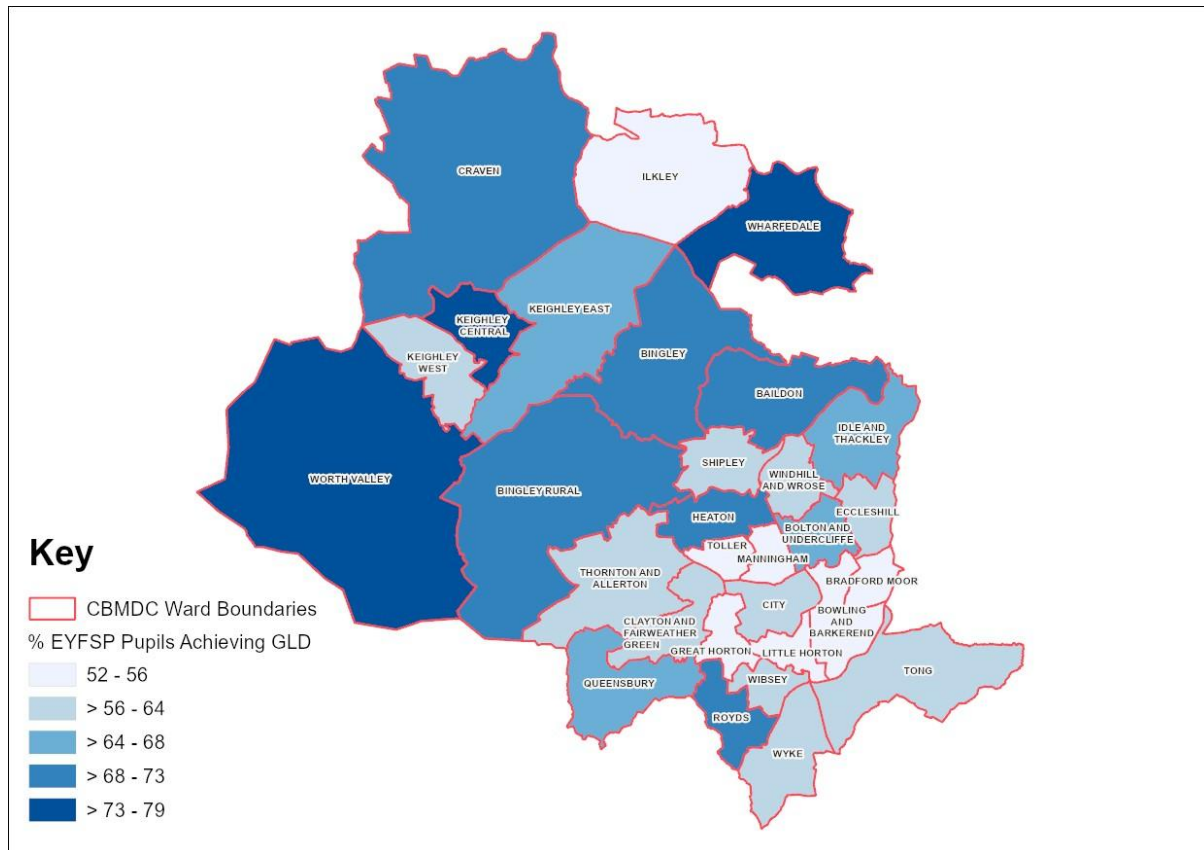 CRAVEN
ILKLEY
WHARFEDALE
KEIGHLEY EAST
KEIGHLEY
CENTRAL
KEIGHLEY
WEST
BINGLEY
BAILDON
IDLE AND
THACKLEY
SHIPLEY
WINDHILL
AND WROSE
WORTH VALLEY
BINGLEY RURAL
ECCLESHILL
HEATON
BOLTON AND
UNDERCLIFFE
TOLLER
MANNINGHAM
THORNTON AND
ALLERTON
BRADFORD MOOR
CITY
BOWLING
AND
BARKEREND
CLAYTON AND
FAIRWEATHER
GREEN
GREAT HORTON
LITTLE HORTON
TONG
QUEENSBURY
WIBSEY
ROYDS
WYKE
Key
CBMDC Ward Boundaries
% EYFSP Pupils Achieving GLD
52 - 56
> 56 - 64
> 64 - 68
> 68 - 73
> 73 - 79